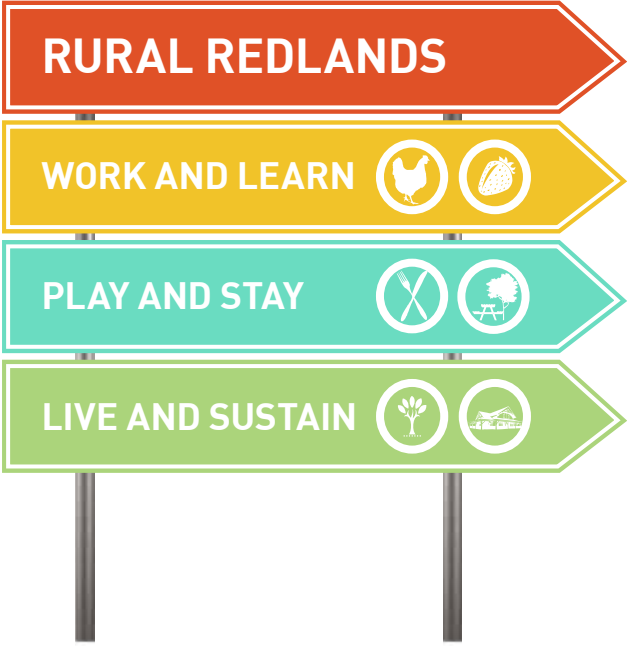 RURAL REDLANDS
WORK AND LEARN
PLAY AND STAY
LIVE AND SUSTAIN